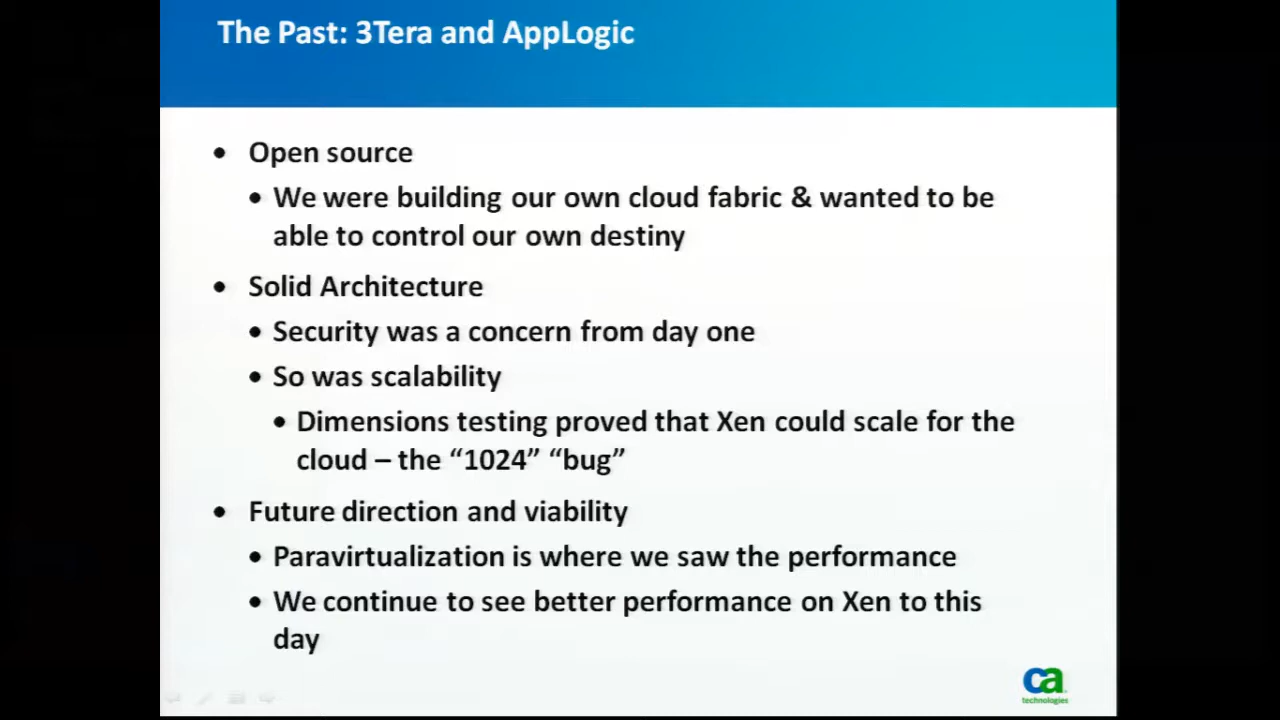 The Past: 3Tera and AppLogic
• Open source
• We were building our own cloud fabric & wanted to be
able to control our own destiny
• Solid Architecture
• Security was a concern from day one
• So was scalability
• Dimensions testing proved that Xen could scale for the
cloud – the “1024” “bug”
• Future direction and viability
• Paravirtualization is where we saw the performance
• We continue to see better performance on Xen to this
day
ca
technologies